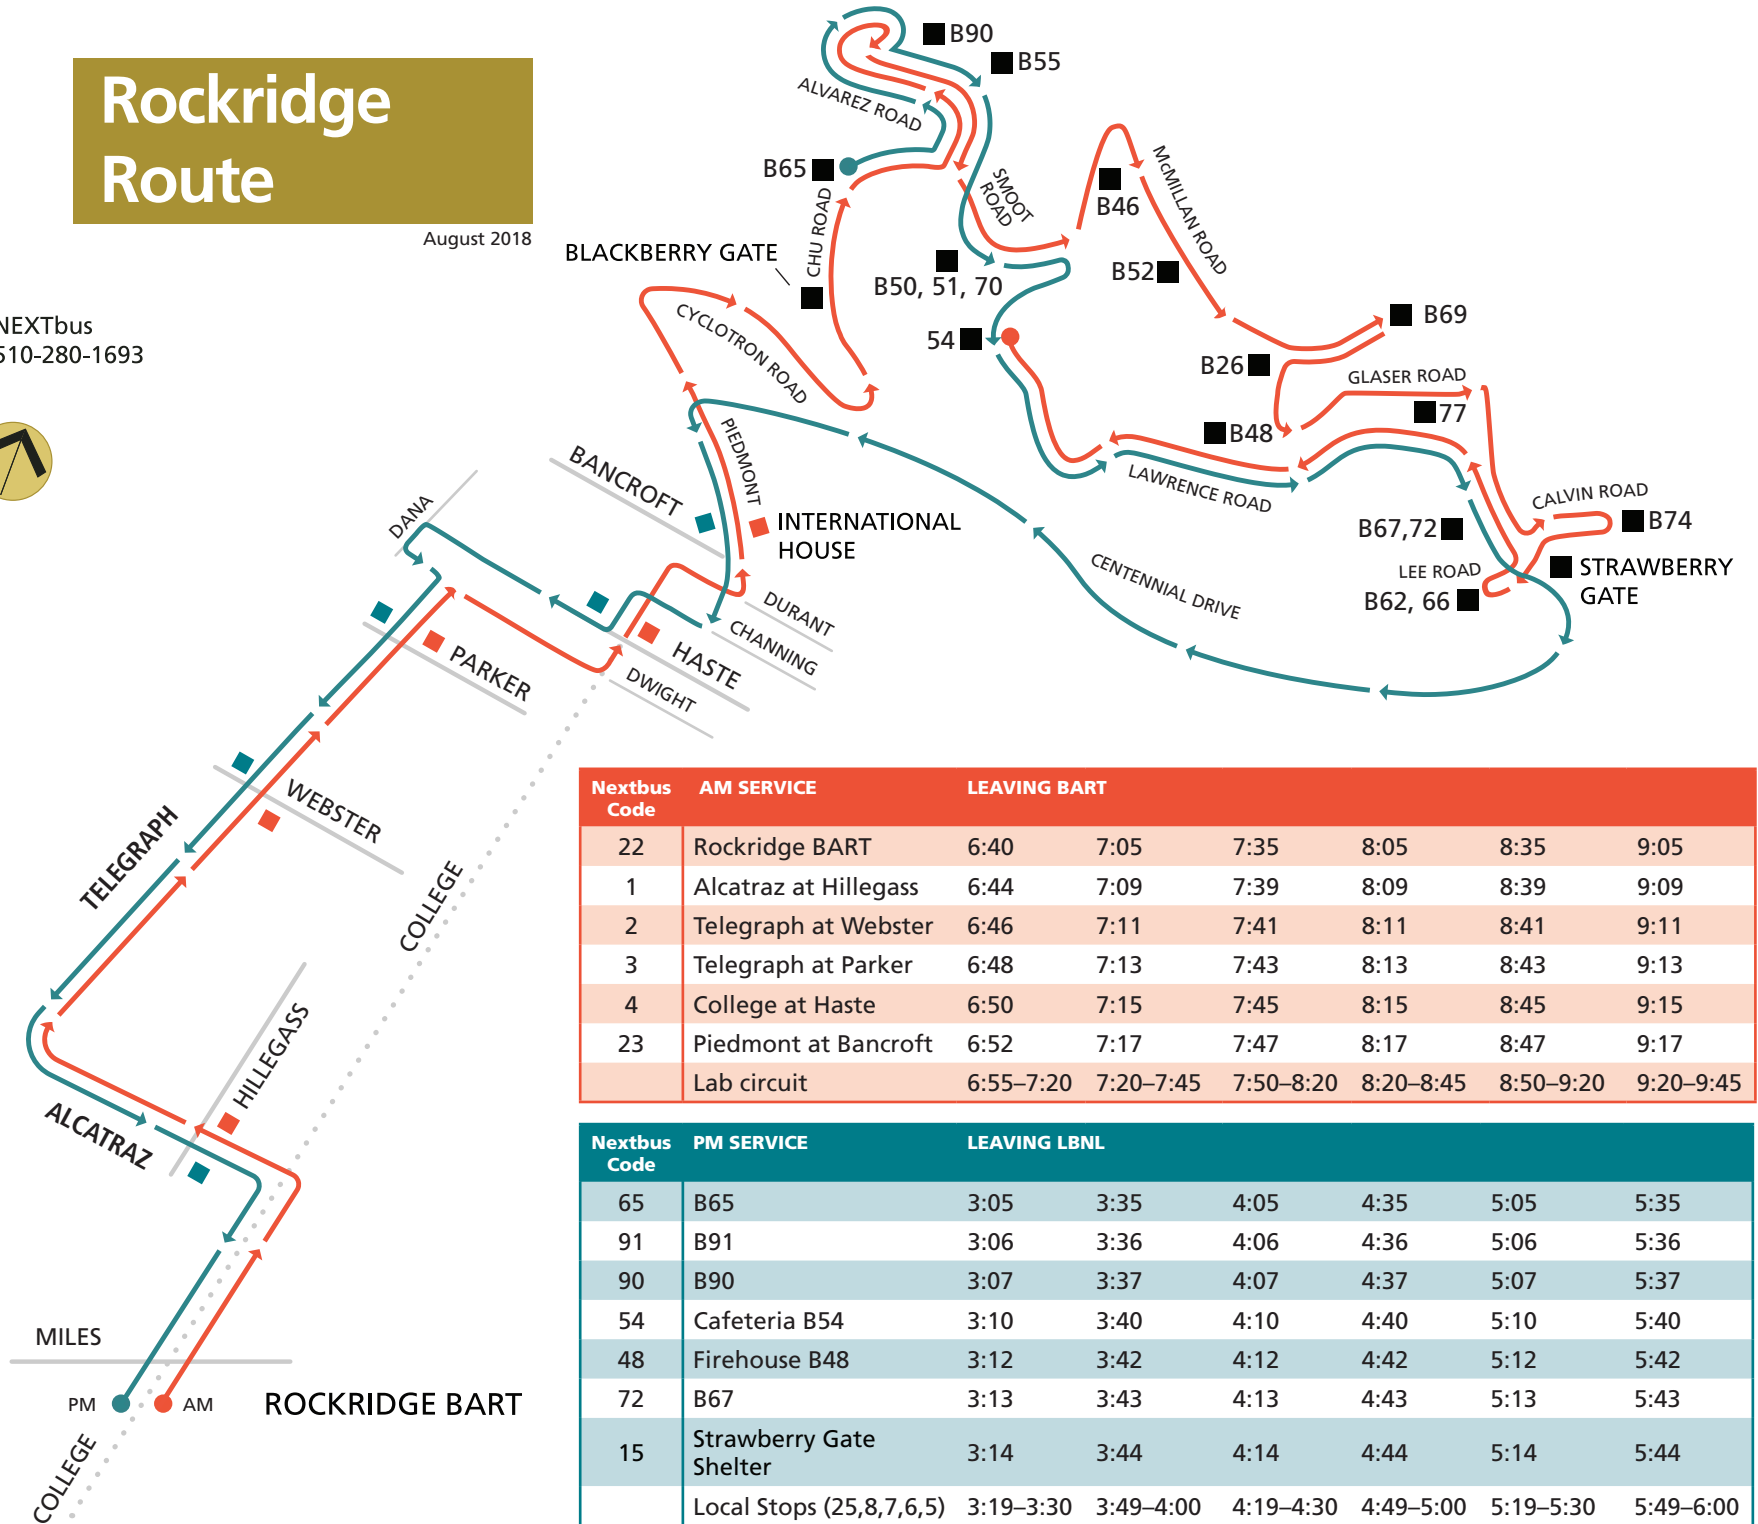 Rockridge
Route
August 2018
NEXTbus
510-280-1693
B90
B55
ALVAREZ ROAD
B65
CHU ROAD
SMOOT
ROAD
B46
McMILLAN ROAD
BLACKBERRY GATE
B50, 51, 70
B52
CYCLOTRON ROAD
54
B69
B26
GLASER ROAD
77
B48
LAWRENCE ROAD
CALVIN ROAD
B74
B67,72
STRAWBERRY
GATE
LEE ROAD
B62, 66
CENTENNIAL DRIVE
PIEDMONT
BANCROFT
INTERNATIONAL
HOUSE
DANA
DURANT
CHANNING
HASTE
DWIGHT
PARKER
WEBSTER
TELEGRAPH
COLLEGE
HILLEGASS
ALCATRAZ
MILES
PM
AM
ROCKRIDGE BART
COLLEGE
Nextbus Code AM SERVICE LEAVING BART
22 Rockridge BART 6:40 7:05 7:35 8:05 8:35 9:05
1 Alcatraz at Hillegass 6:44 7:09 7:39 8:09 8:39 9:09
2 Telegraph at Webster 6:46 7:11 7:41 8:11 8:41 9:11
3 Telegraph at Parker 6:48 7:13 7:43 8:13 8:43 9:13
4 College at Haste 6:50 7:15 7:45 8:15 8:45 9:15
23 Piedmont at Bancroft 6:52 7:17 7:47 8:17 8:47 9:17
Lab circuit 6:55–7:20 7:20–7:45 7:50–8:20 8:20–8:45 8:50–9:20 9:20–9:45
Nextbus Code PM SERVICE LEAVING LBNL
65 B65 3:05 3:35 4:05 4:35 5:05 5:35
91 B91 3:06 3:36 4:06 4:36 5:06 5:36
90 B90 3:07 3:37 4:07 4:37 5:07 5:37
54 Cafeteria B54 3:10 3:40 4:10 4:40 5:10 5:40
48 Firehouse B48 3:12 3:42 4:12 4:42 5:12 5:42
72 B67 3:13 3:43 4:13 4:43 5:13 5:43
15 Strawberry Gate Shelter 3:14 3:44 4:14 4:44 5:14 5:44
Local Stops (25,8,7,6,5) 3:19–3:30 3:49–4:00 4:19–4:30 4:49–5:00 5:19–5:30 5:49–6:00